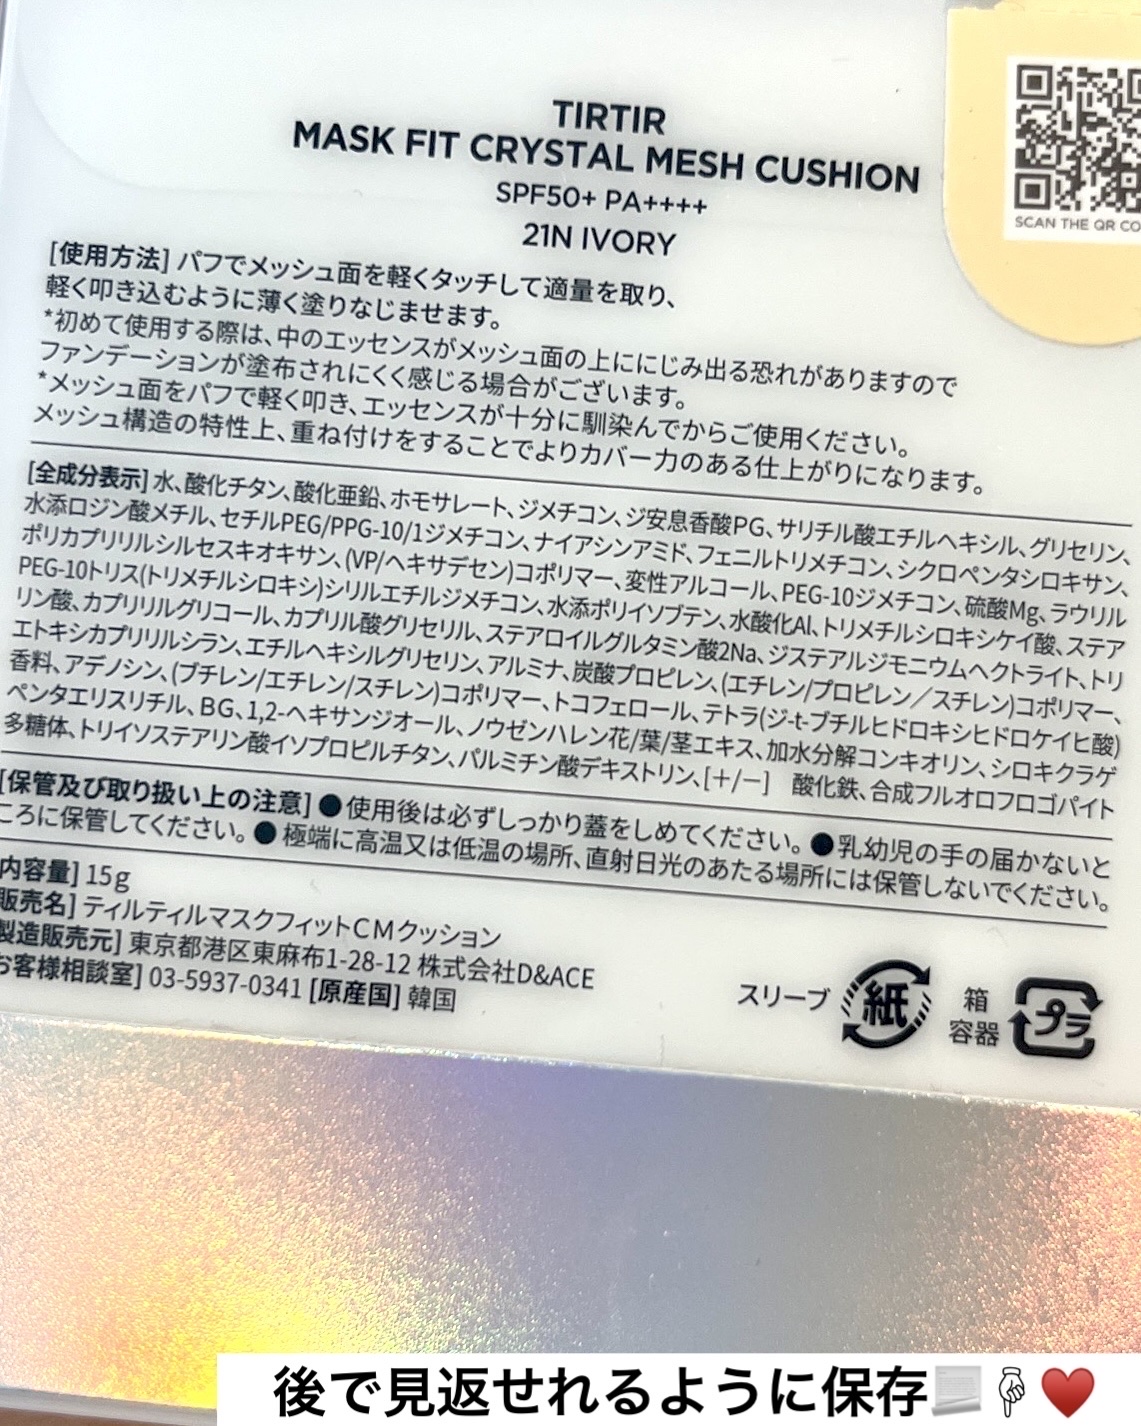 TIRTIR
MASK FIT CRYSTAL MESH CUSHION
SPF50+ PA++++
21N IVORY
SCAN THE QR CO
[使用方法] パフでメッシュ面を軽くタッチして適量を取り、
軽く叩き込むように薄く塗りなじませます。
*初めて使用する際は、中のエッセンスがメッシュ面の上ににじみ出る恐れがありますので
ファンデーションが塗布されにくく感じる場合がございます。
*メッシュ面をパフで軽く叩き、エッセンスが十分に馴染んでからご使用ください。
メッシュ構造の特性上、重ね付けをすることでよりカバー力のある仕上がりになります。
[全成分表示] 水、酸化チタン、酸化亜鉛、ホモサレート、ジメチコン、ジ安息香酸PG、サリチル酸エチルヘキシル、グリセリン、
水添ロジン酸メチル、セチルPEG/PPG-10/1ジメチコン、ナイアシンアミド、フェニルトリメチコン、シクロペンタシロキサン、
ポリカプリリルシルセスキオキサン、(VP/ヘキサデセン)コポリマー、変性アルコール、PEG-10ジメチコン、硫酸Mg、ラウリル
PEG-10トリス(トリメチルシロキシ)シリルエチルジメチコン、水添ポリイソブテン、水酸化Al、トリメチルシロキシケイ酸、ステア
リン酸、カプリリルグリコール、カプリル酸グリセリル、ステアロイルグルタミン酸2Na、ジステアルジモニウムヘクトライト、トリ
エトキシカプリリルシラン、エチルヘキシルグリセリン、アルミナ、炭酸プロピレン、(エチレン/プロピレン／スチレン)コポリマー、
香料、アデノシン、(ブチレン/エチレン/スチレン)コポリマー、トコフェロール、テトラ(ジ-t-ブチルヒドロキシヒドロケイヒ酸)
ペンタエリスリチル、BG、1,2-ヘキサンジオール、ノウゼンハレン花/葉/茎エキス、加水分解コンキオリン、シロキクラゲ
多糖体、トリイソステアリン酸イソプロピルチタン、パルミチン酸デキストリン、[＋/−] 酸化鉄、合成フルオロフロゴパイト
[保管及び取り扱い上の注意] ●使用後は必ずしっかり蓋をしめてください。●乳幼児の手の届かないと
ころに保管してください。● 極端に高温又は低温の場所、直射日光のあたる場所には保管しないでください。
内容量] 15g
販売名] ティルティルマスクフィットCMクッション
製造販売元] 東京都港区東麻布1-28-12 株式会社D&ACE
お客様相談室] 03-5937-0341 [原産国] 韓国
スリーブ 紙 箱 容器 プラ
後で見返せれるように保存📃👇♥️